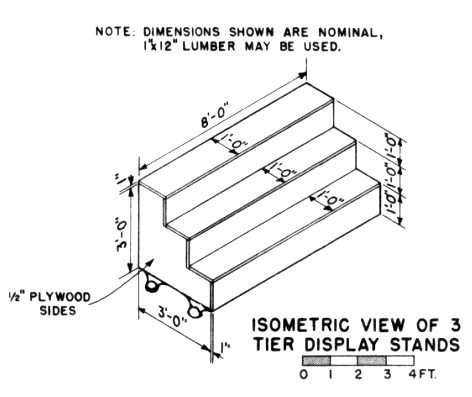 NOTE: DIMENSIONS SHOWN ARE NOMINAL,
1"x12" LUMBER MAY BE USED.
8'-0"
1'-0"
1'-0"
1'-0"
1'-0"
1'-0"
1'-0"
1"
3'-0"
1/2" PLYWOOD
SIDES
3'-0"
1"
ISOMETRIC VIEW OF 3
TIER DISPLAY STANDS
0 1 2 3 4 FT.